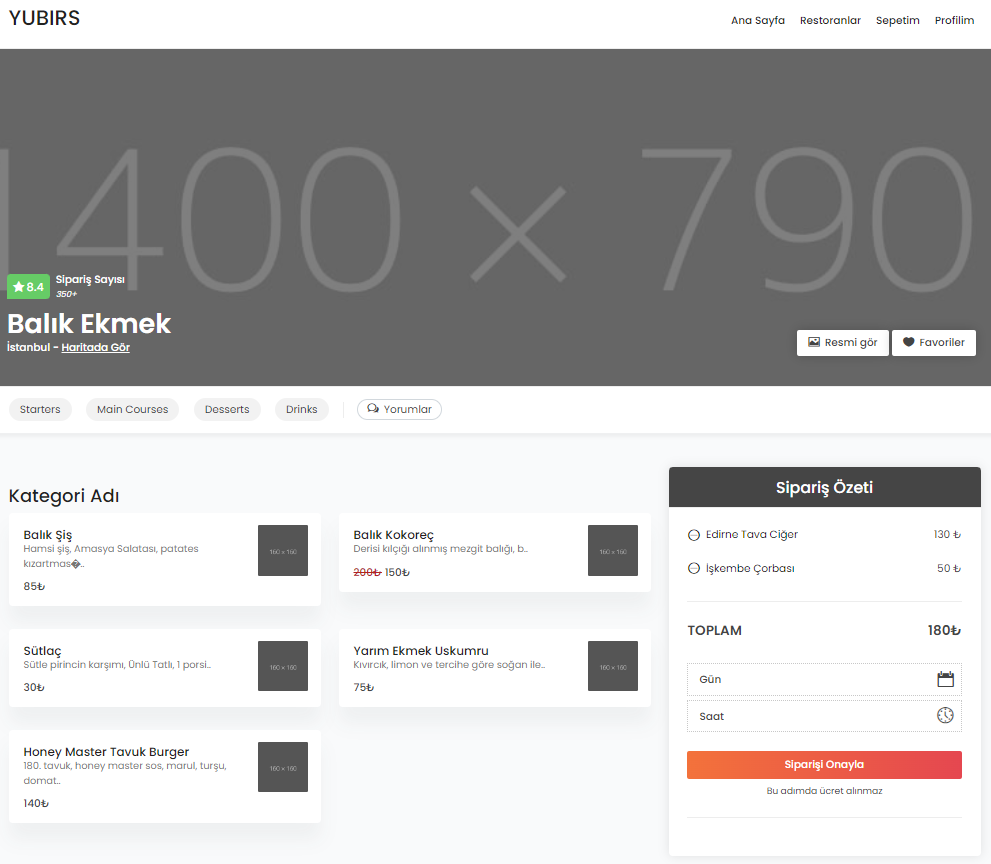 YUBIRS
Ana Sayfa Restoranlar Sepetim Profilim
1400 × 790
8.4 Sipariş Sayısı
350+
Balık Ekmek
İstanbul - Haritada Gör
Resmi gör Favoriler
Starters Main Courses Desserts Drinks Yorumlar
Kategori Adı
Balık Şiş
Hamsi şiş, Amasya Salatası, patates
kızartmas�..
85₺
160 × 160
Balık Kokoreç
Derisi kılçığı alınmış mezgit balığı, b..
200₺ 150₺
160 × 160
Sütlaç
Sütle pirincin karşımı, Ünlü Tatlı, 1 porsi..
30₺
160 × 160
Yarım Ekmek Uskumru
Kıvırcık, limon ve tercihe göre soğan ile..
75₺
160 × 160
Honey Master Tavuk Burger
180. tavuk, honey master sos, marul, turşu,
domat..
140₺
160 × 160
Sipariş Özeti
Edirne Tava Ciğer 130 ₺
İşkembe Çorbası 50 ₺
TOPLAM 180₺
Gün
Saat
Siparişi Onayla
Bu adımda ücret alınmaz